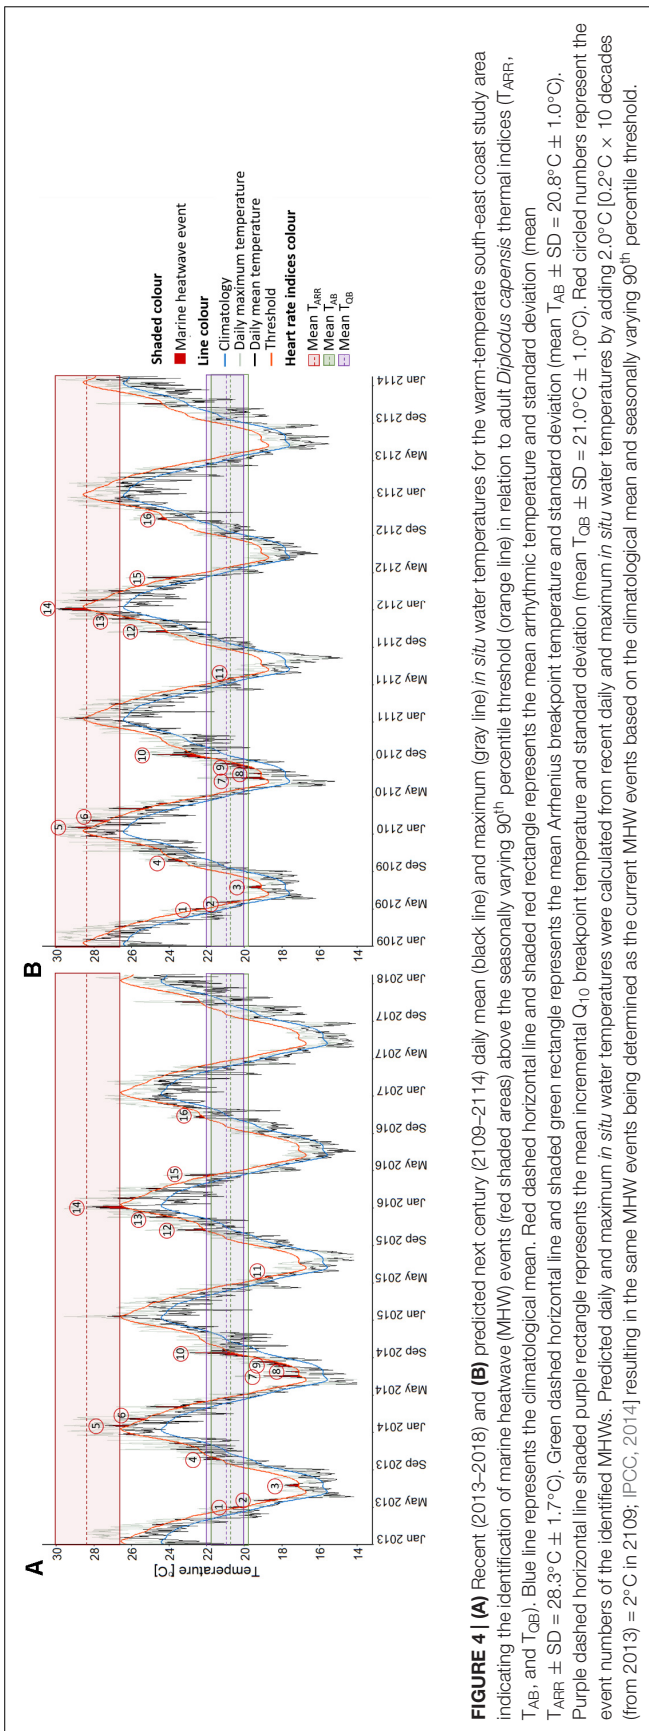 A
Temperature [°C]
30
28
26
24
22
20
18
16
14
1
2
3
4
5
6
7
8
9
10
11
12
13
14
15
16
Jan 2013
May 2013
Sep 2013
Jan 2014
May 2014
Sep 2014
Jan 2015
May 2015
Sep 2015
Jan 2016
May 2016
Sep 2016
Jan 2017
May 2017
Sep 2017
Jan 2018
B
30
28
26
24
22
20
18
16
14
1
2
3
4
5
6
7
8
9
10
11
12
13
14
15
16
Jan 2109
May 2109
Sep 2109
Jan 2110
May 2110
Sep 2110
Jan 2111
May 2111
Sep 2111
Jan 2112
May 2112
Sep 2112
Jan 2113
May 2113
Sep 2113
Jan 2114
Shaded colour
Marine heatwave event
Line colour
Climatology
Daily maximum temperature
Daily mean temperature
Threshold
Heart rate indices colour
Mean T_ARR
Mean T_AB
Mean T_QB
FIGURE 4 | (A) Recent (2013–2018) and (B) predicted next century (2109–2114) daily mean (black line) and maximum (gray line) in situ water temperatures for the warm-temperate south-east coast study area
indicating the identification of marine heatwave (MHW) events (red shaded areas) above the seasonally varying 90th percentile threshold (orange line) in relation to adult Diplodus capensis thermal indices (T_ARR,
T_AB, and T_QB). Blue line represents the climatological mean. Red dashed horizontal line and shaded red rectangle represents the mean arrhythmic temperature and standard deviation (mean
T_ARR ± SD = 28.3°C ± 1.7°C). Green dashed horizontal line and shaded green rectangle represents the mean Arrhenius breakpoint temperature and standard deviation (mean T_AB ± SD = 20.8°C ± 1.0°C).
Purple dashed horizontal line shaded purple rectangle represents the mean incremental Q10 breakpoint temperature and standard deviation (mean T_QB ± SD = 21.0°C ± 1.0°C). Red circled numbers represent the
event numbers of the identified MHWs. Predicted daily and maximum in situ water temperatures were calculated from recent daily and maximum in situ water temperatures by adding 2.0°C [0.2°C × 10 decades
(from 2013) = 2°C in 2109; IPCC, 2014] resulting in the same MHW events being determined as the current MHW events based on the climatological mean and seasonally varying 90th percentile threshold.